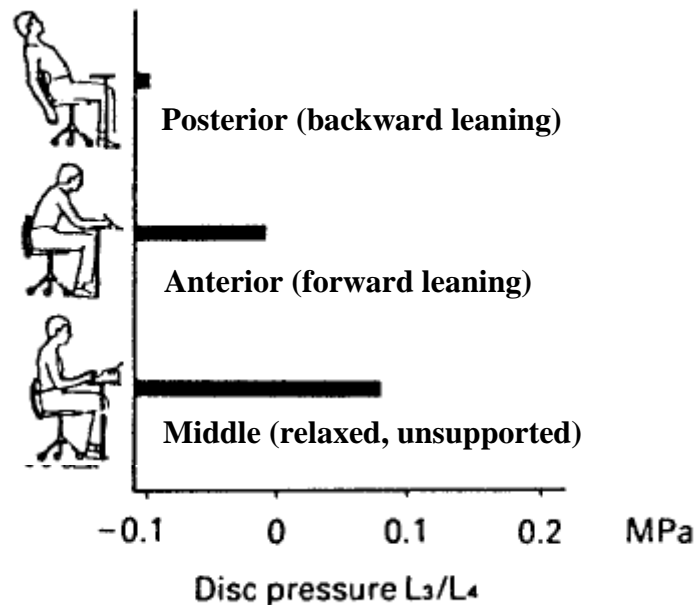 Posterior (backward leaning)
Anterior (forward leaning)
Middle (relaxed, unsupported)
−0.1 0 0.1 0.2 MPa
Disc pressure L₃/L₄